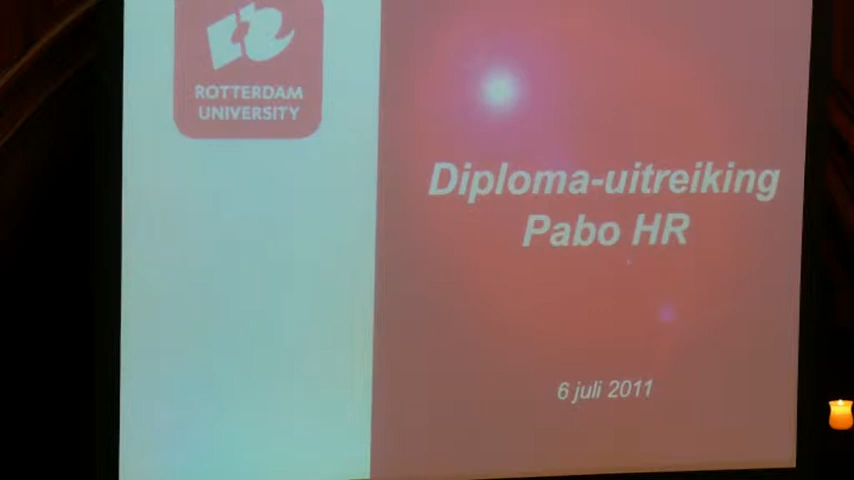 ROTTERDAM
UNIVERSITY
Diploma-uitreiking
Pabo HR
6 juli 2011